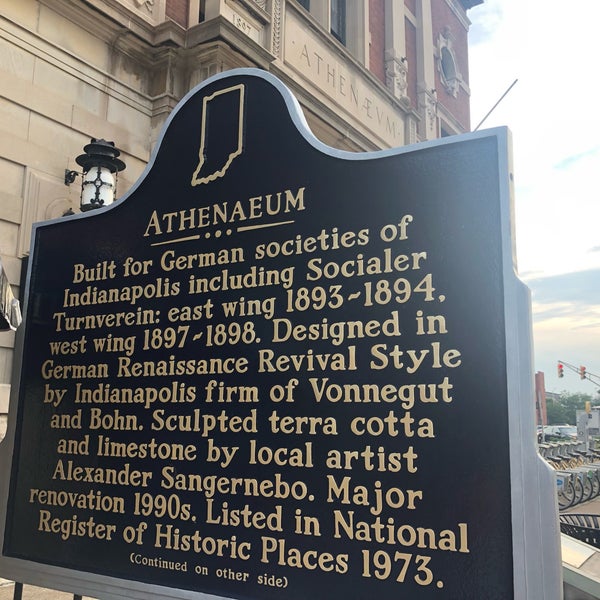 1897
ATHENÆVM
ATHENAEUM
Built for German societies of
Indianapolis including Socialer
Turnverein: east wing 1893~1894,
west wing 1897~1898. Designed in
German Renaissance Revival Style
by Indianapolis firm of Vonnegut
and Bohn. Sculpted terra cotta
and limestone by local artist
Alexander Sangernebo. Major
renovation 1990s. Listed in National
Register of Historic Places 1973.
(Continued on other side)